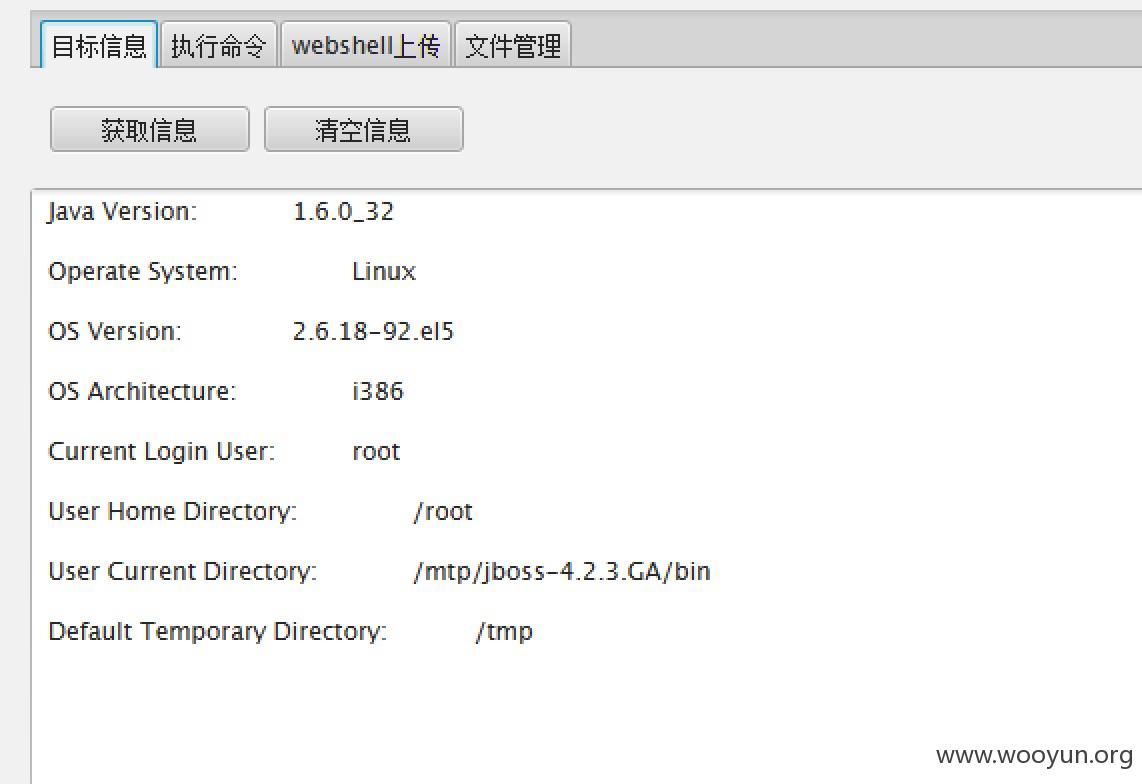 目标信息 执行命令 webshell上传 文件管理
获取信息 清空信息
Java Version: 1.6.0_32
Operate System: Linux
OS Version: 2.6.18-92.el5
OS Architecture: i386
Current Login User: root
User Home Directory: /root
User Current Directory: /mtp/jboss-4.2.3.GA/bin
Default Temporary Directory: /tmp
www.wooyun.org